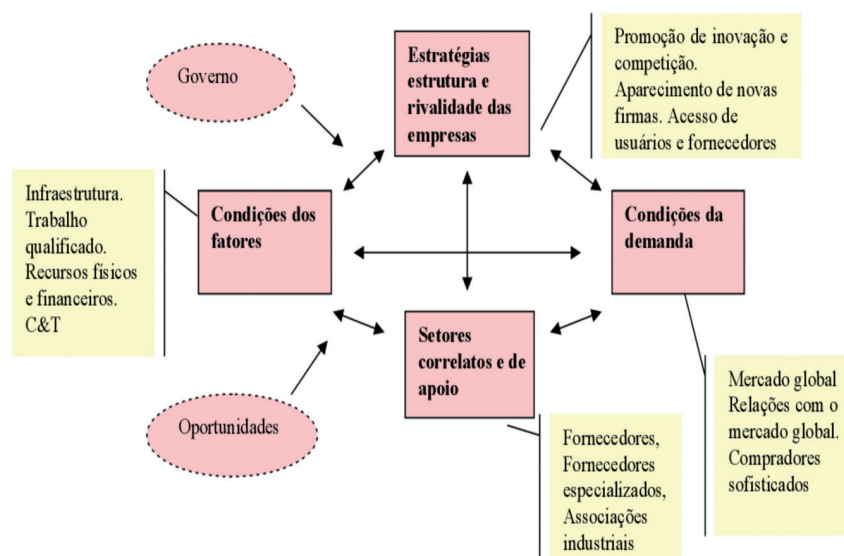 Governo
Estratégias
estrutura e
rivalidade das
empresas
Promoção de inovação e
competição.
Aparecimento de novas
firmas. Acesso de
usuários e fornecedores
Infraestrutura.
Trabalho
qualificado.
Recursos físicos
e financeiros.
C&T
Condições dos
fatores
Condições da
demanda
Setores
correlatos e de
apoio
Oportunidades
Fornecedores,
Fornecedores
especializados,
Associações
industriais
Mercado global
Relações com o
mercado global.
Compradores
sofisticados